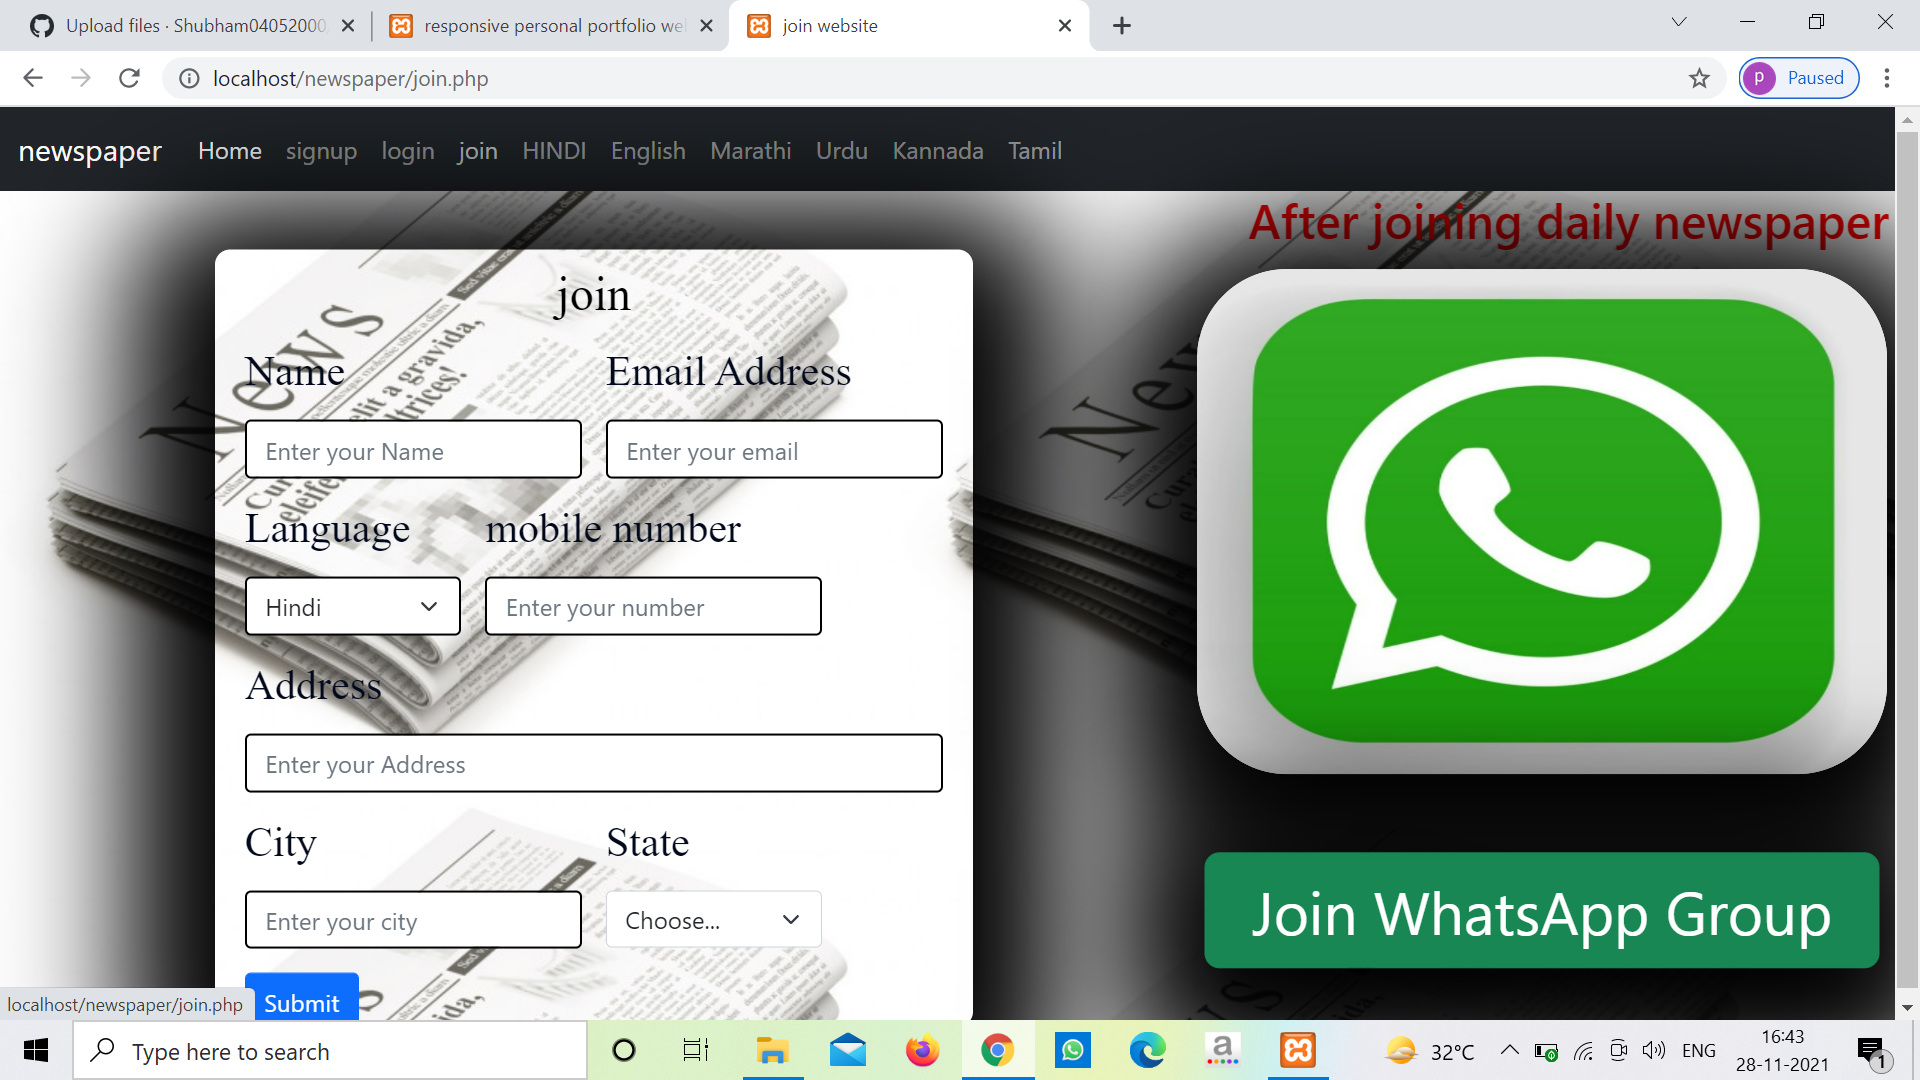 Upload files · Shubham04052000
responsive personal portfolio we
join website
localhost/newspaper/join.php
p Paused
newspaper Home signup login join HINDI English Marathi Urdu Kannada Tamil
After joining daily newspaper
join
Name Email Address
Enter your Name Enter your email
Language mobile number
Hindi Enter your number
Address
Enter your Address
City State
Enter your city Choose...
Submit
Join WhatsApp Group
News
localhost/newspaper/join.php
Type here to search
a
32°C
ENG
16:43
28-11-2021
1